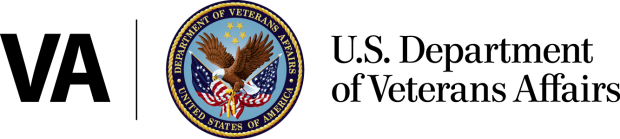 VA
DEPARTMENT OF VETERANS AFFAIRS
UNITED STATES OF AMERICA
U.S. Department
of Veterans Affairs